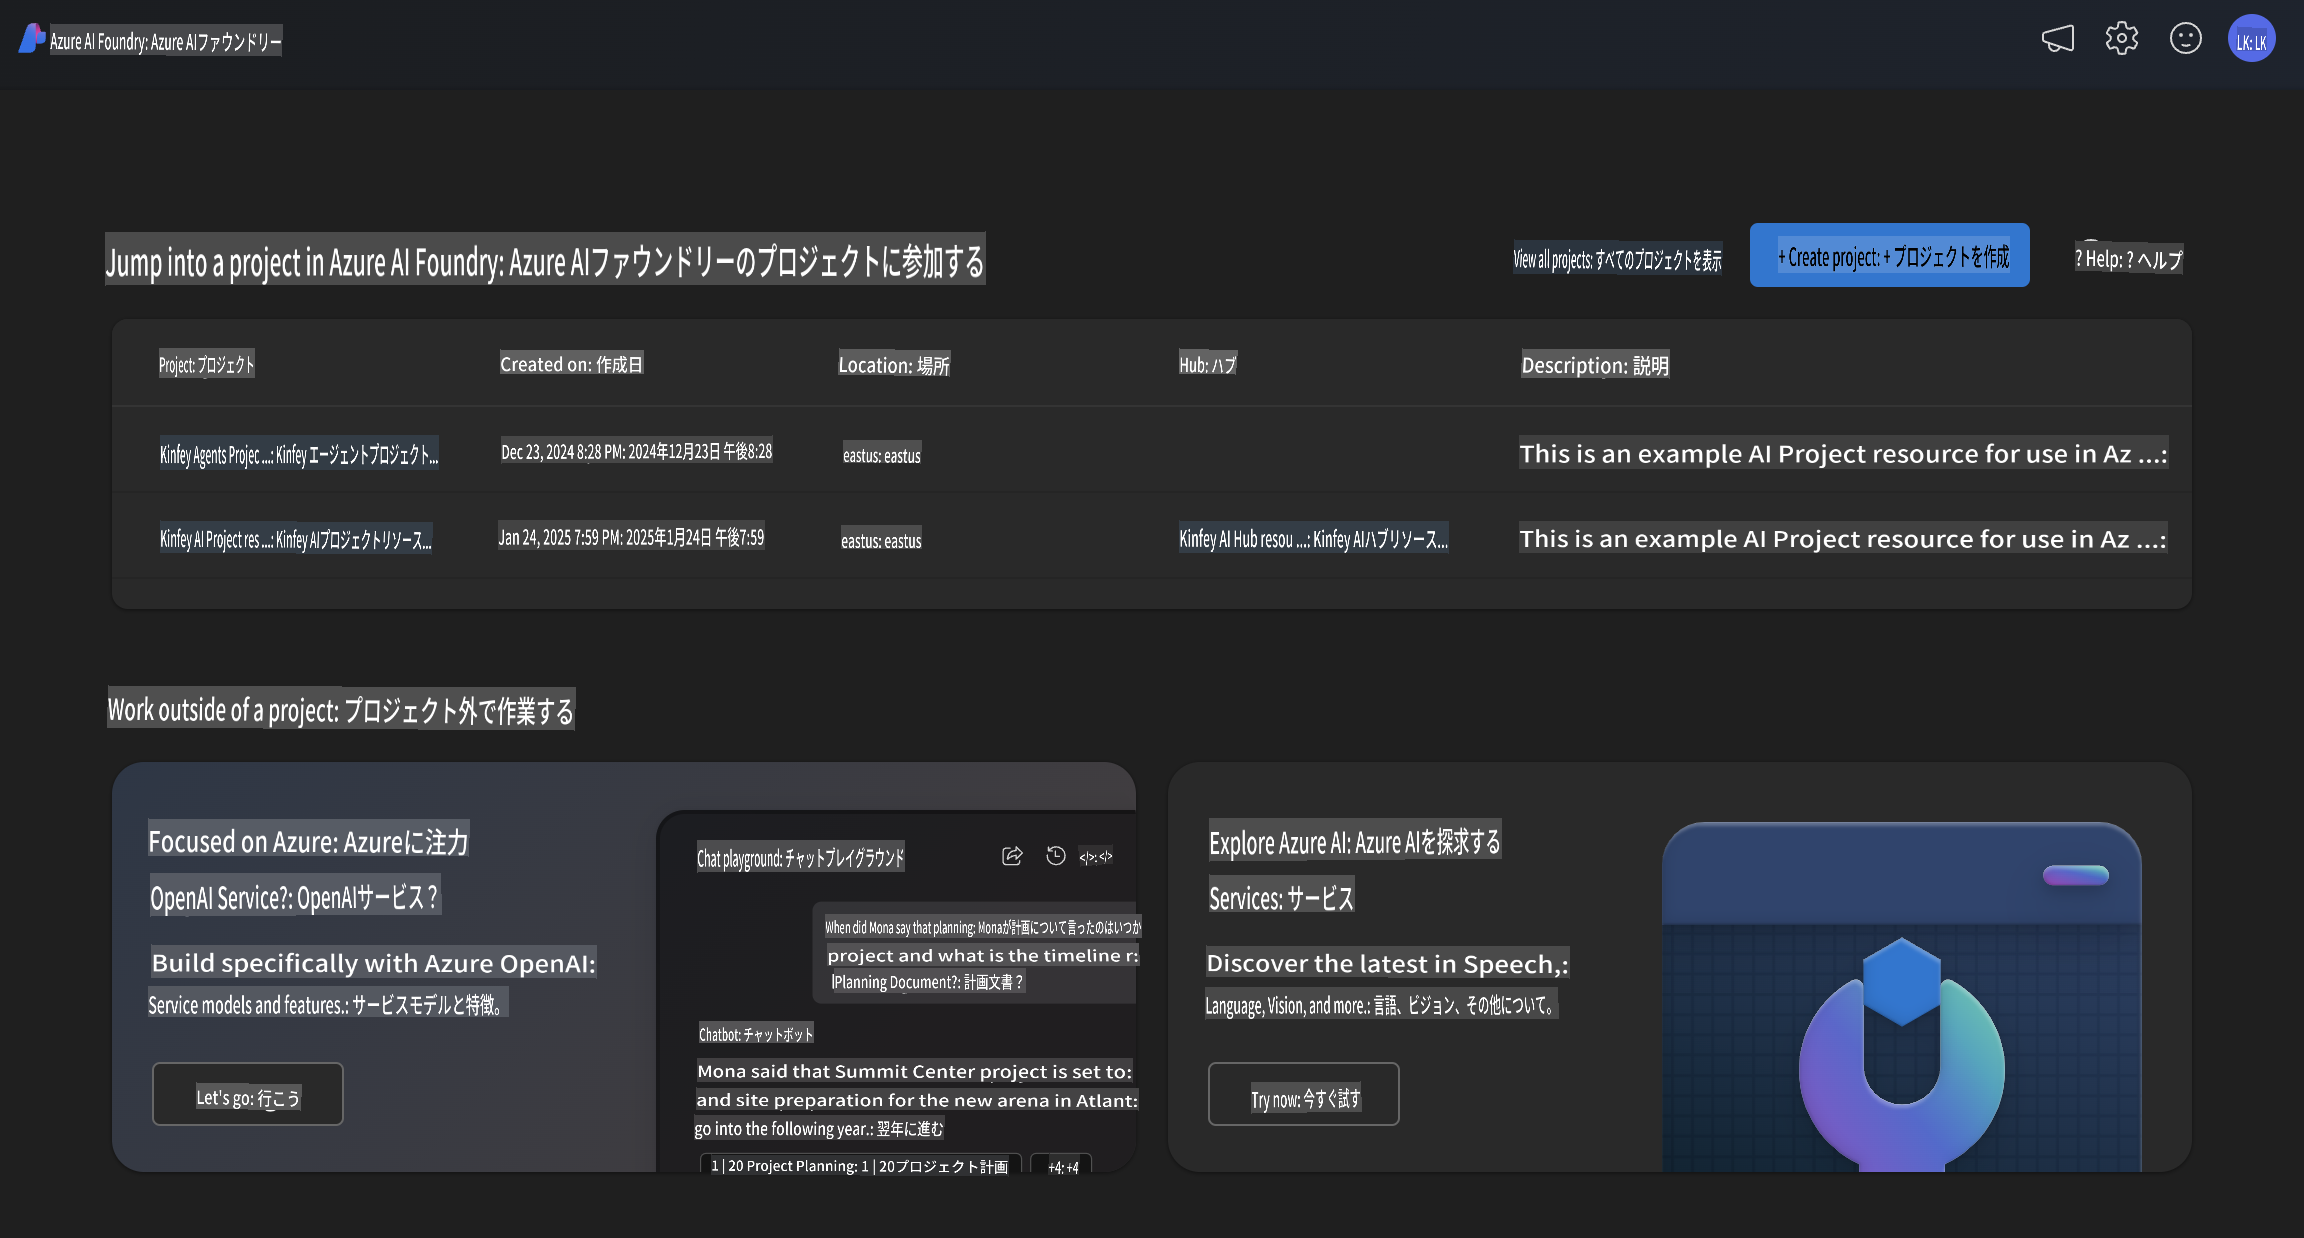 Azure AI Foundry: Azure AIファウンドリー
LK: LK
Jump into a project in Azure AI Foundry: Azure AIファウンドリーのプロジェクトに参加する
View all projects: すべてのプロジェクトを表示
+ Create project: + プロジェクトを作成
? Help: ? ヘルプ
Project: プロジェクト
Created on: 作成日
Location: 場所
Hub: ハブ
Description: 説明
Kinfey Agents Projec ...: Kinfey エージェントプロジェクト...
Dec 23, 2024 8:28 PM: 2024年12月23日 午後8:28
eastus: eastus
This is an example AI Project resource for use in Az ...:
Kinfey AI Project res ...: Kinfey AIプロジェクトリソース...
Jan 24, 2025 7:59 PM: 2025年1月24日 午後7:59
eastus: eastus
Kinfey AI Hub resou ...: Kinfey AIハブリソース...
This is an example AI Project resource for use in Az ...:
Work outside of a project: プロジェクト外で作業する
Focused on Azure: Azureに注力
OpenAI Service?: OpenAIサービス？
Build specifically with Azure OpenAI:
Service models and features.: サービスモデルと特徴。
Let's go: 行こう
Chat playground: チャットプレイグラウンド
</>: </>
When did Mona say that planning: Monaが計画について言ったのはいつか
project and what is the timeline r:
Planning Document?: 計画文書？
Chatbot: チャットボット
Mona said that Summit Center project is set to:
and site preparation for the new arena in Atlant:
go into the following year.: 翌年に進む
1 | 20 Project Planning: 1 | 20プロジェクト計画
+4: +4
Explore Azure AI: Azure AIを探求する
Services: サービス
Discover the latest in Speech,:
Language, Vision, and more.: 言語、ビジョン、その他について。
Try now: 今すぐ試す